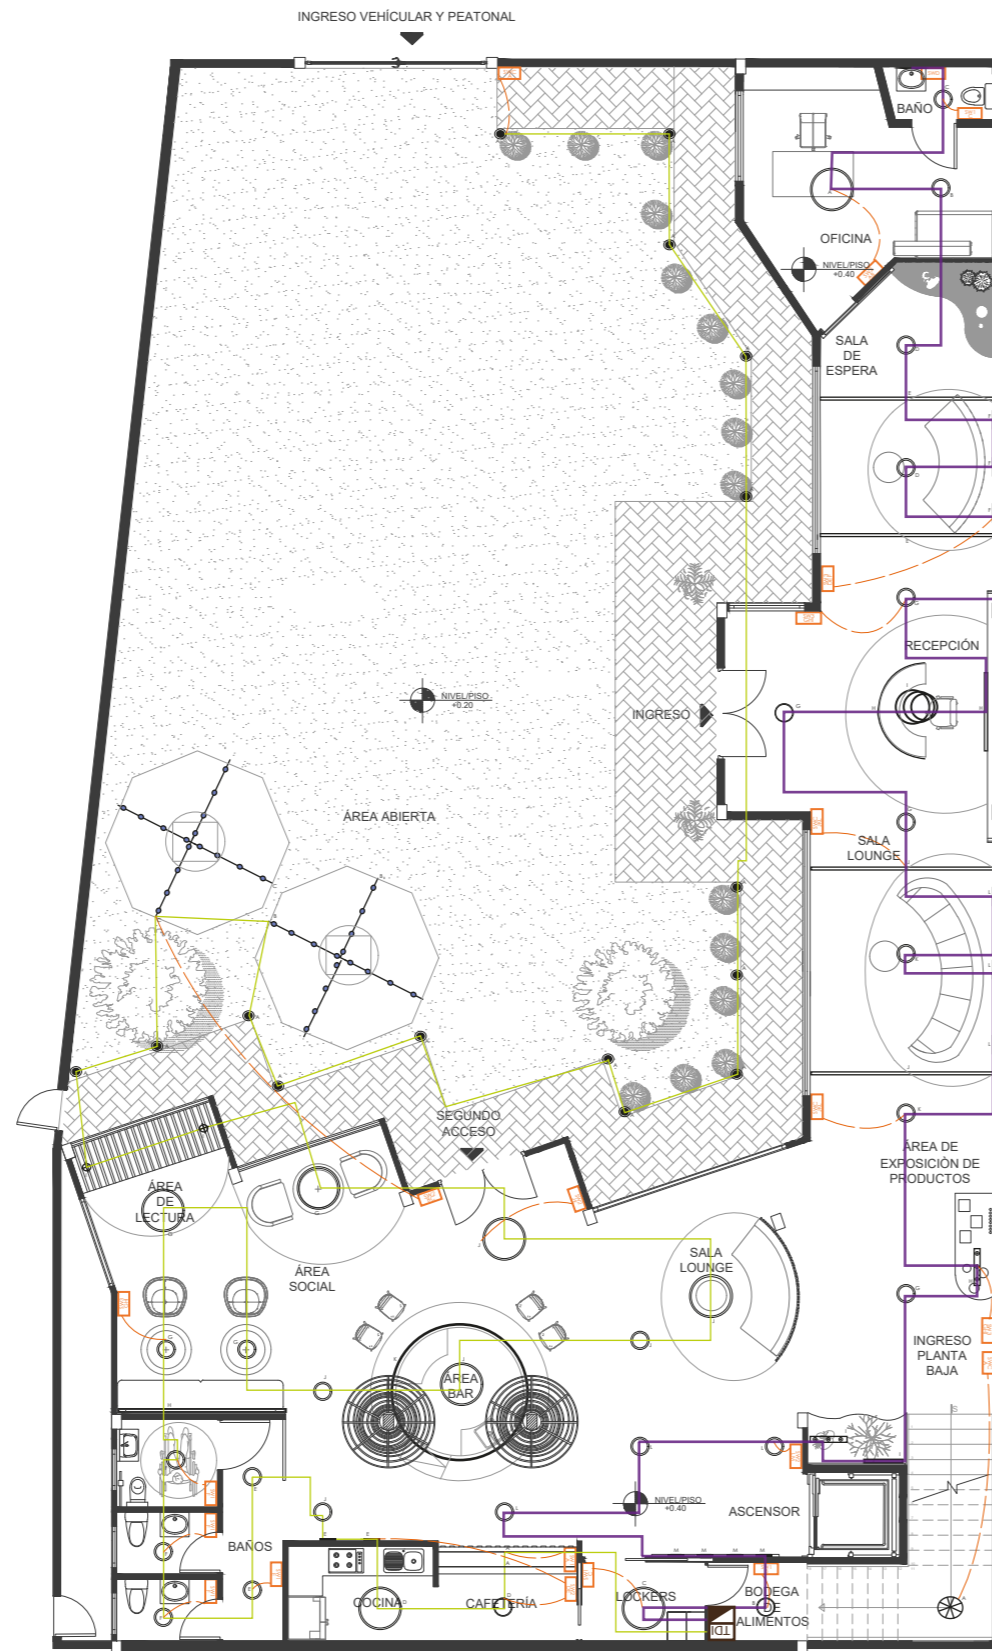 INGRESO VEHÍCULAR Y PEATONAL
BAÑO
OFICINA
NIVEL/PISO
+0.40
SALA
DE
ESPERA
RECEPCIÓN
NIVEL/PISO
+0.20
INGRESO
ÁREA ABIERTA
SALA
LOUNGE
SEGUNDO
ACCESO
ÁREA DE
EXPOSICIÓN DE
PRODUCTOS
ÁREA
DE
LECTURA
ÁREA
SOCIAL
SALA
LOUNGE
INGRESO
PLANTA
BAJA
ÁREA
BAR
NIVEL/PISO
+0.40
ASCENSOR
BAÑOS
COCINA
CAFETERÍA
LOCKERS
BODEGA
DE
ALIMENTOS
TDI
S
N